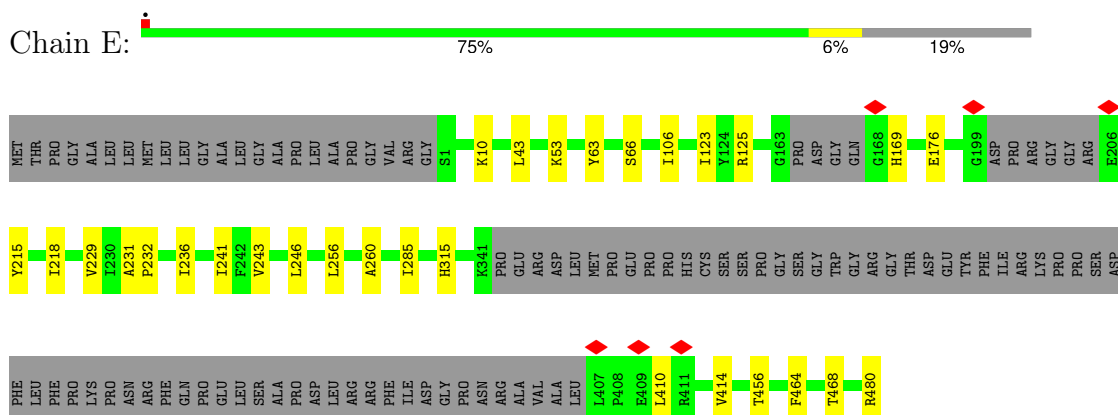 Chain E:
75% 6% 19%
MET THR PRO GLY ALA LEU LEU MET LEU LEU GLY ALA LEU GLY ALA PRO LEU ALA PRO GLY VAL ARG GLY S1 K10 L43 K53 Y63 S66 I106 I123 Y124 R125 G163 PRO ASP GLY GLN G168 H169 E176 G199 ASP PRO ARG GLY GLY ARG E206
Y215 I218 V229 I230 A231 P232 I236 I241 F242 V243 L246 L256 A260 I285 H315 K341 PRO GLU ARG ASP LEU MET PRO GLU PRO PRO HIS CYS SER SER PRO GLY SER GLY TRP GLY ARG GLY THR ASP GLU TYR PHE ILE ARG LYS PRO PRO SER ASP
PHE LEU PHE PRO LYS PRO ASN ARG PHE GLN PRO GLU LEU SER ALA PRO ASP LEU ARG ARG PHE ILE ASP GLY PRO ASN ARG ALA VAL ALA LEU L407 P408 E409 L410 R411 V414 T456 F464 T468 R480